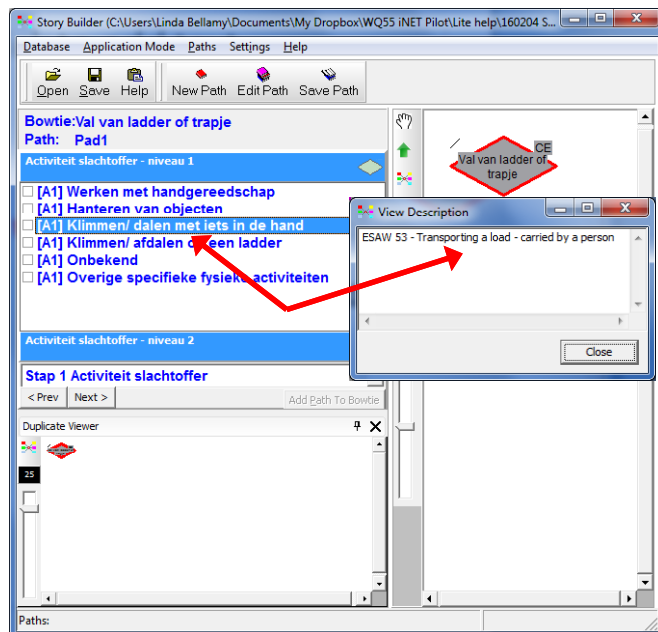 Story Builder (C:\Users\Linda Bellamy\Documents\My Dropbox\WQ55 iNET Pilot\Lite help\160204 S...
Database Application Mode Paths Settings Help
Open Save Help New Path Edit Path Save Path
Bowtie:Val van ladder of trapje
Path: Pad1
Activiteit slachtoffer - niveau 1
[A1] Werken met handgereedschap
[A1] Hanteren van objecten
[A1] Klimmen/ dalen met iets in de hand
[A1] Klimmen/ afdalen een ladder
[A1] Onbekend
[A1] Overige specifieke fysieke activiteiten
Activiteit slachtoffer - niveau 2
Stap 1 Activiteit slachtoffer
< Prev Next > Add Path To Bowtie
Duplicate Viewer
25
CE
Val van ladder of
trapje
View Description
ESAW 53 - Transporting a load - carried by a person
Close
Paths: